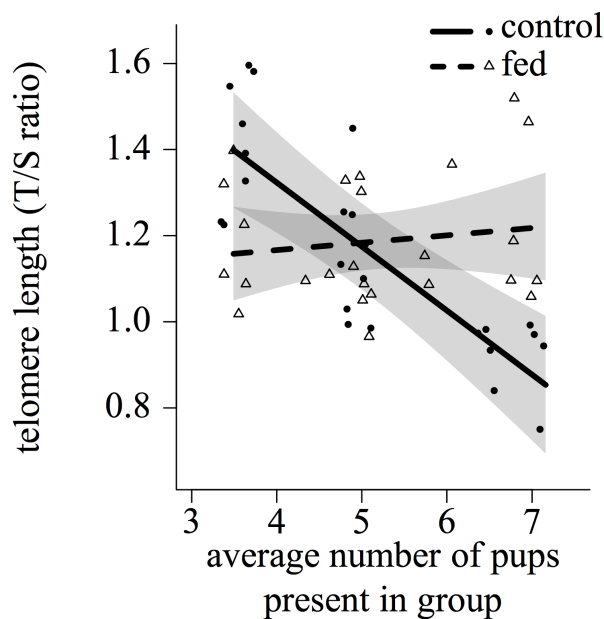 control
fed
telomere length (T/S ratio)
1.6
1.4
1.2
1.0
0.8
3 4 5 6 7
average number of pups
present in group